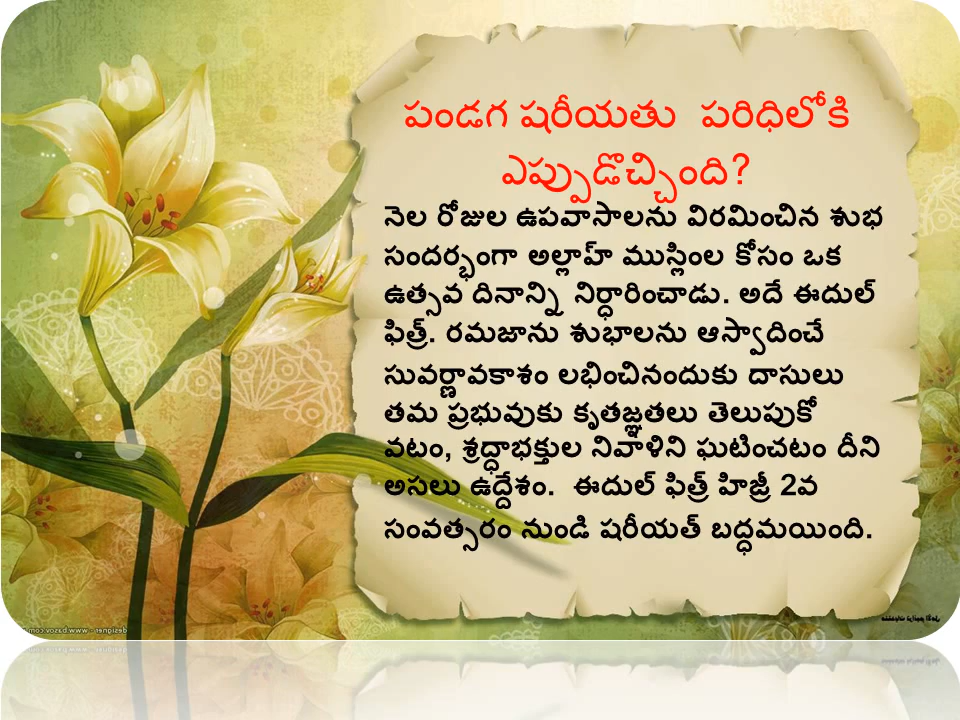 పండగ షరీయతు పరిధిలోకి
ఎప్పుడొచ్చింది?
నెల రోజుల ఉపవాసాలను విరమించిన శుభ
సందర్భంగా అల్లాహ్ ముస్లింల కోసం ఒక
ఉత్సవ దినాన్ని నిర్ధారించాడు. అదే ఈదుల్
ఫిత్ర్. రమజాను శుభాలను ఆస్వాదించే
సువర్ణావకాశం లభించినందుకు దాసులు
తమ ప్రభువుకు కృతజ్ఞతలు తెలుపుకో
వటం, శ్రద్ధాభక్తుల నివాళిని ఘటించటం దీని
అసలు ఉద్దేశం. ఈదుల్ ఫిత్ర్ హిజ్రీ 2వ
సంవత్సరం నుండి షరీయత్ బద్ధమయింది.